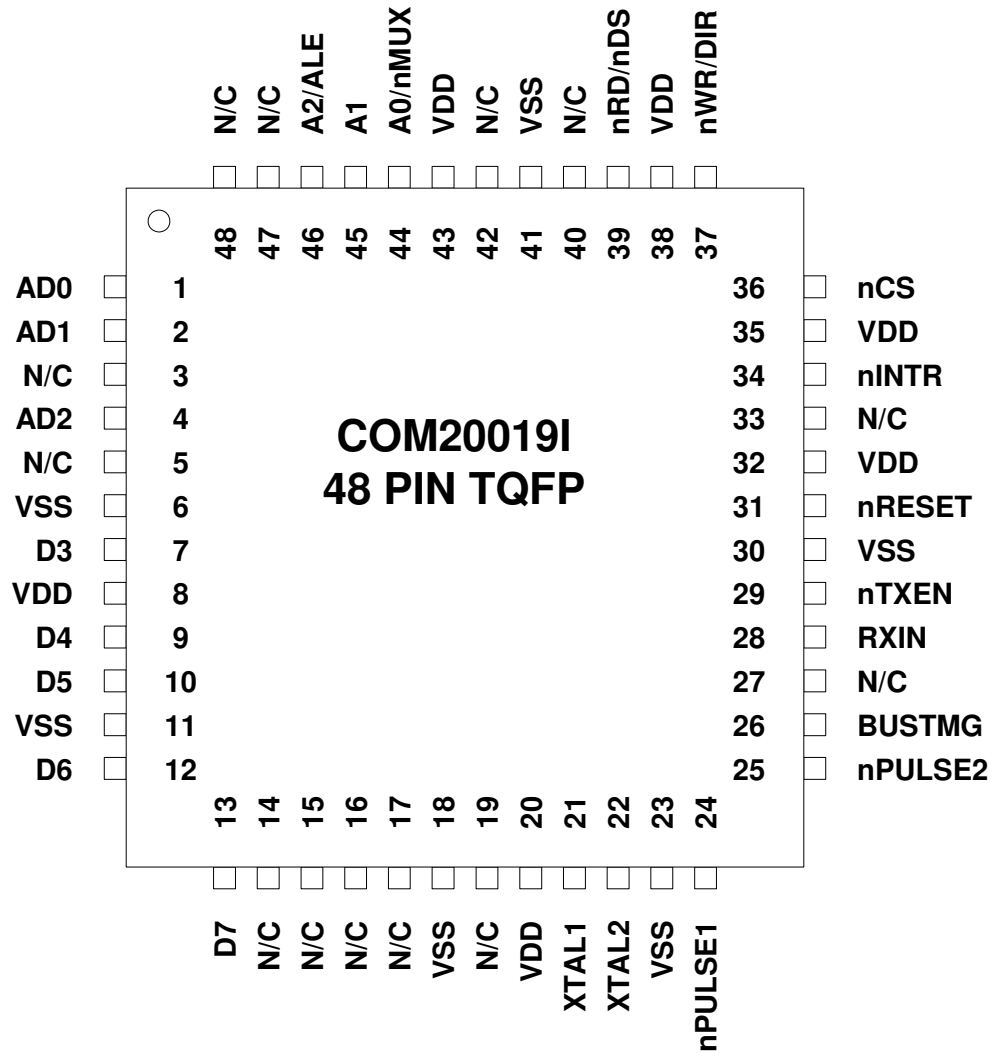 N/C
N/C
A2/ALE
A1
A0/nMUX
VDD
N/C
VSS
N/C
nRD/nDS
VDD
nWR/DIR
48
47
46
45
44
43
42
41
40
39
38
37
AD0 1
AD1 2
N/C 3
AD2 4
N/C 5
VSS 6
D3 7
VDD 8
D4 9
D5 10
VSS 11
D6 12
COM20019I
48 PIN TQFP
36 nCS
35 VDD
34 nINTR
33 N/C
32 VDD
31 nRESET
30 VSS
29 nTXEN
28 RXIN
27 N/C
26 BUSTMG
25 nPULSE2
13
14
15
16
17
18
19
20
21
22
23
24
D7
N/C
N/C
N/C
N/C
VSS
N/C
VDD
XTAL1
XTAL2
VSS
nPULSE1